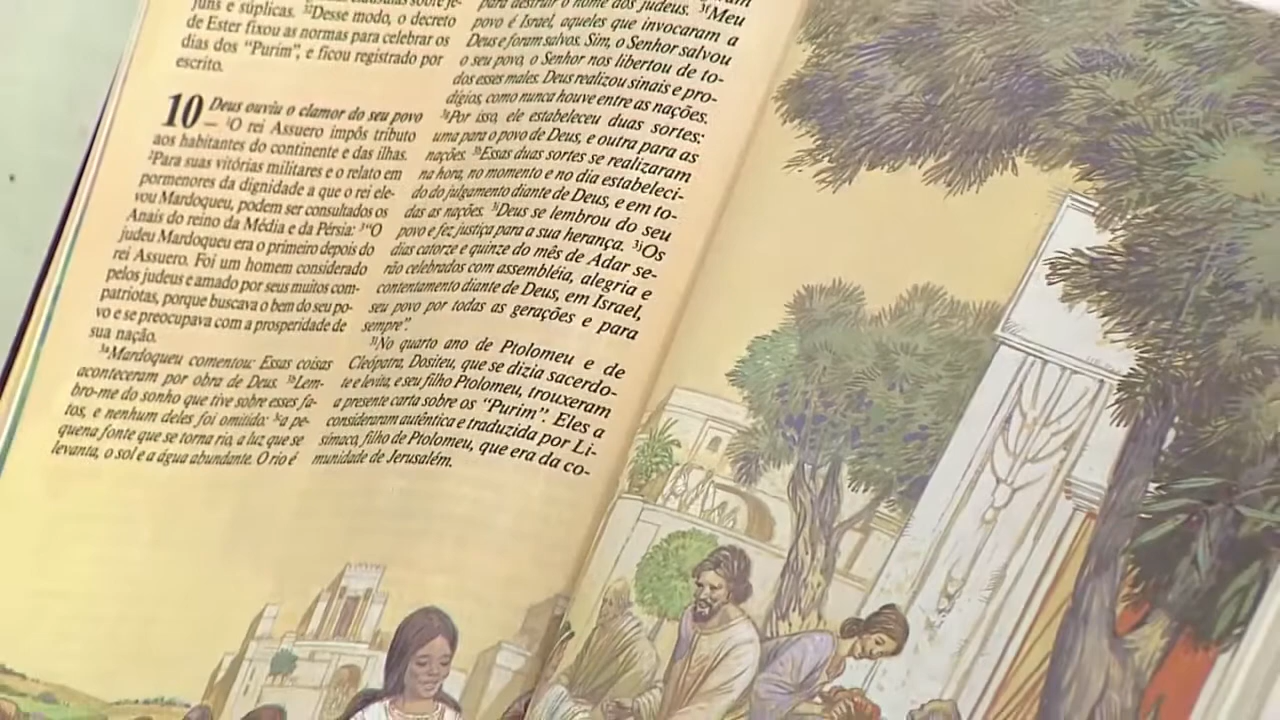 juns e súplicas. ³²Desse modo, o decreto
de Ester fixou as normas para celebrar os
dias dos “Purim”, e ficou registrado por
escrito.
10 Deus ouviu o clamor do seu povo
— ¹O rei Assuero impôs tributo
aos habitantes do continente e das ilhas.
²Para suas vitórias militares e o relato em
pormenores da dignidade a que o rei ele-
vou Mardoqueu, podem ser consultados os
Anais do reino da Média e da Pérsia: ³“O
judeu Mardoqueu era o primeiro depois do
rei Assuero. Foi um homem considerado
pelos judeus e amado por seus muitos com-
patriotas, porque buscava o bem do seu po-
vo e se preocupava com a prosperidade de
sua nação.
³ᵃMardoqueu comentou: Essas coisas
aconteceram por obra de Deus. ³ᵇLem-
bro-me do sonho que tive sobre esses fa-
tos, e nenhum deles foi omitido: ³ᶜa pe-
quena fonte que se torna rio, a luz que se
levanta, o sol e a água abundante. O rio é
para destruir o nome dos judeus. ³ᶠMeu
povo é Israel, aqueles que invocaram a
Deus e foram salvos. Sim, o Senhor salvou
o seu povo, o Senhor nos libertou de to-
dos esses males. Deus realizou sinais e pro-
dígios, como nunca houve entre as nações.
³ᵍPor isso, ele estabeleceu duas sortes:
uma para o povo de Deus, e outra para as
nações. ³ʰEssas duas sortes se realizaram
na hora, no momento e no dia estabeleci-
do do julgamento diante de Deus, e em to-
das as nações. ³ⁱDeus se lembrou do seu
povo e fez justiça para a sua herança. ³ʲOs
dias catorze e quinze do mês de Adar se-
rão celebrados com assembléia, alegria e
contentamento diante de Deus, em Israel,
seu povo por todas as gerações e para
sempre”.
³ˡNo quarto ano de Ptolomeu e de
Cleópatra, Dositeu, que se dizia sacerdo-
te e levita, e seu filho Ptolomeu, trouxeram
a presente carta sobre os “Purim”. Eles a
consideraram autêntica e traduzida por Li-
símaco, filho de Ptolomeu, que era da co-
munidade de Jerusalém.